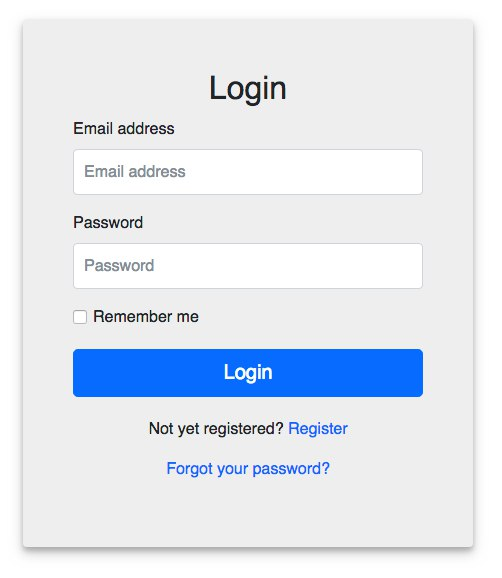 Login
Email address
Email address
Password
Password
Remember me
Login
Not yet registered? Register
Forgot your password?